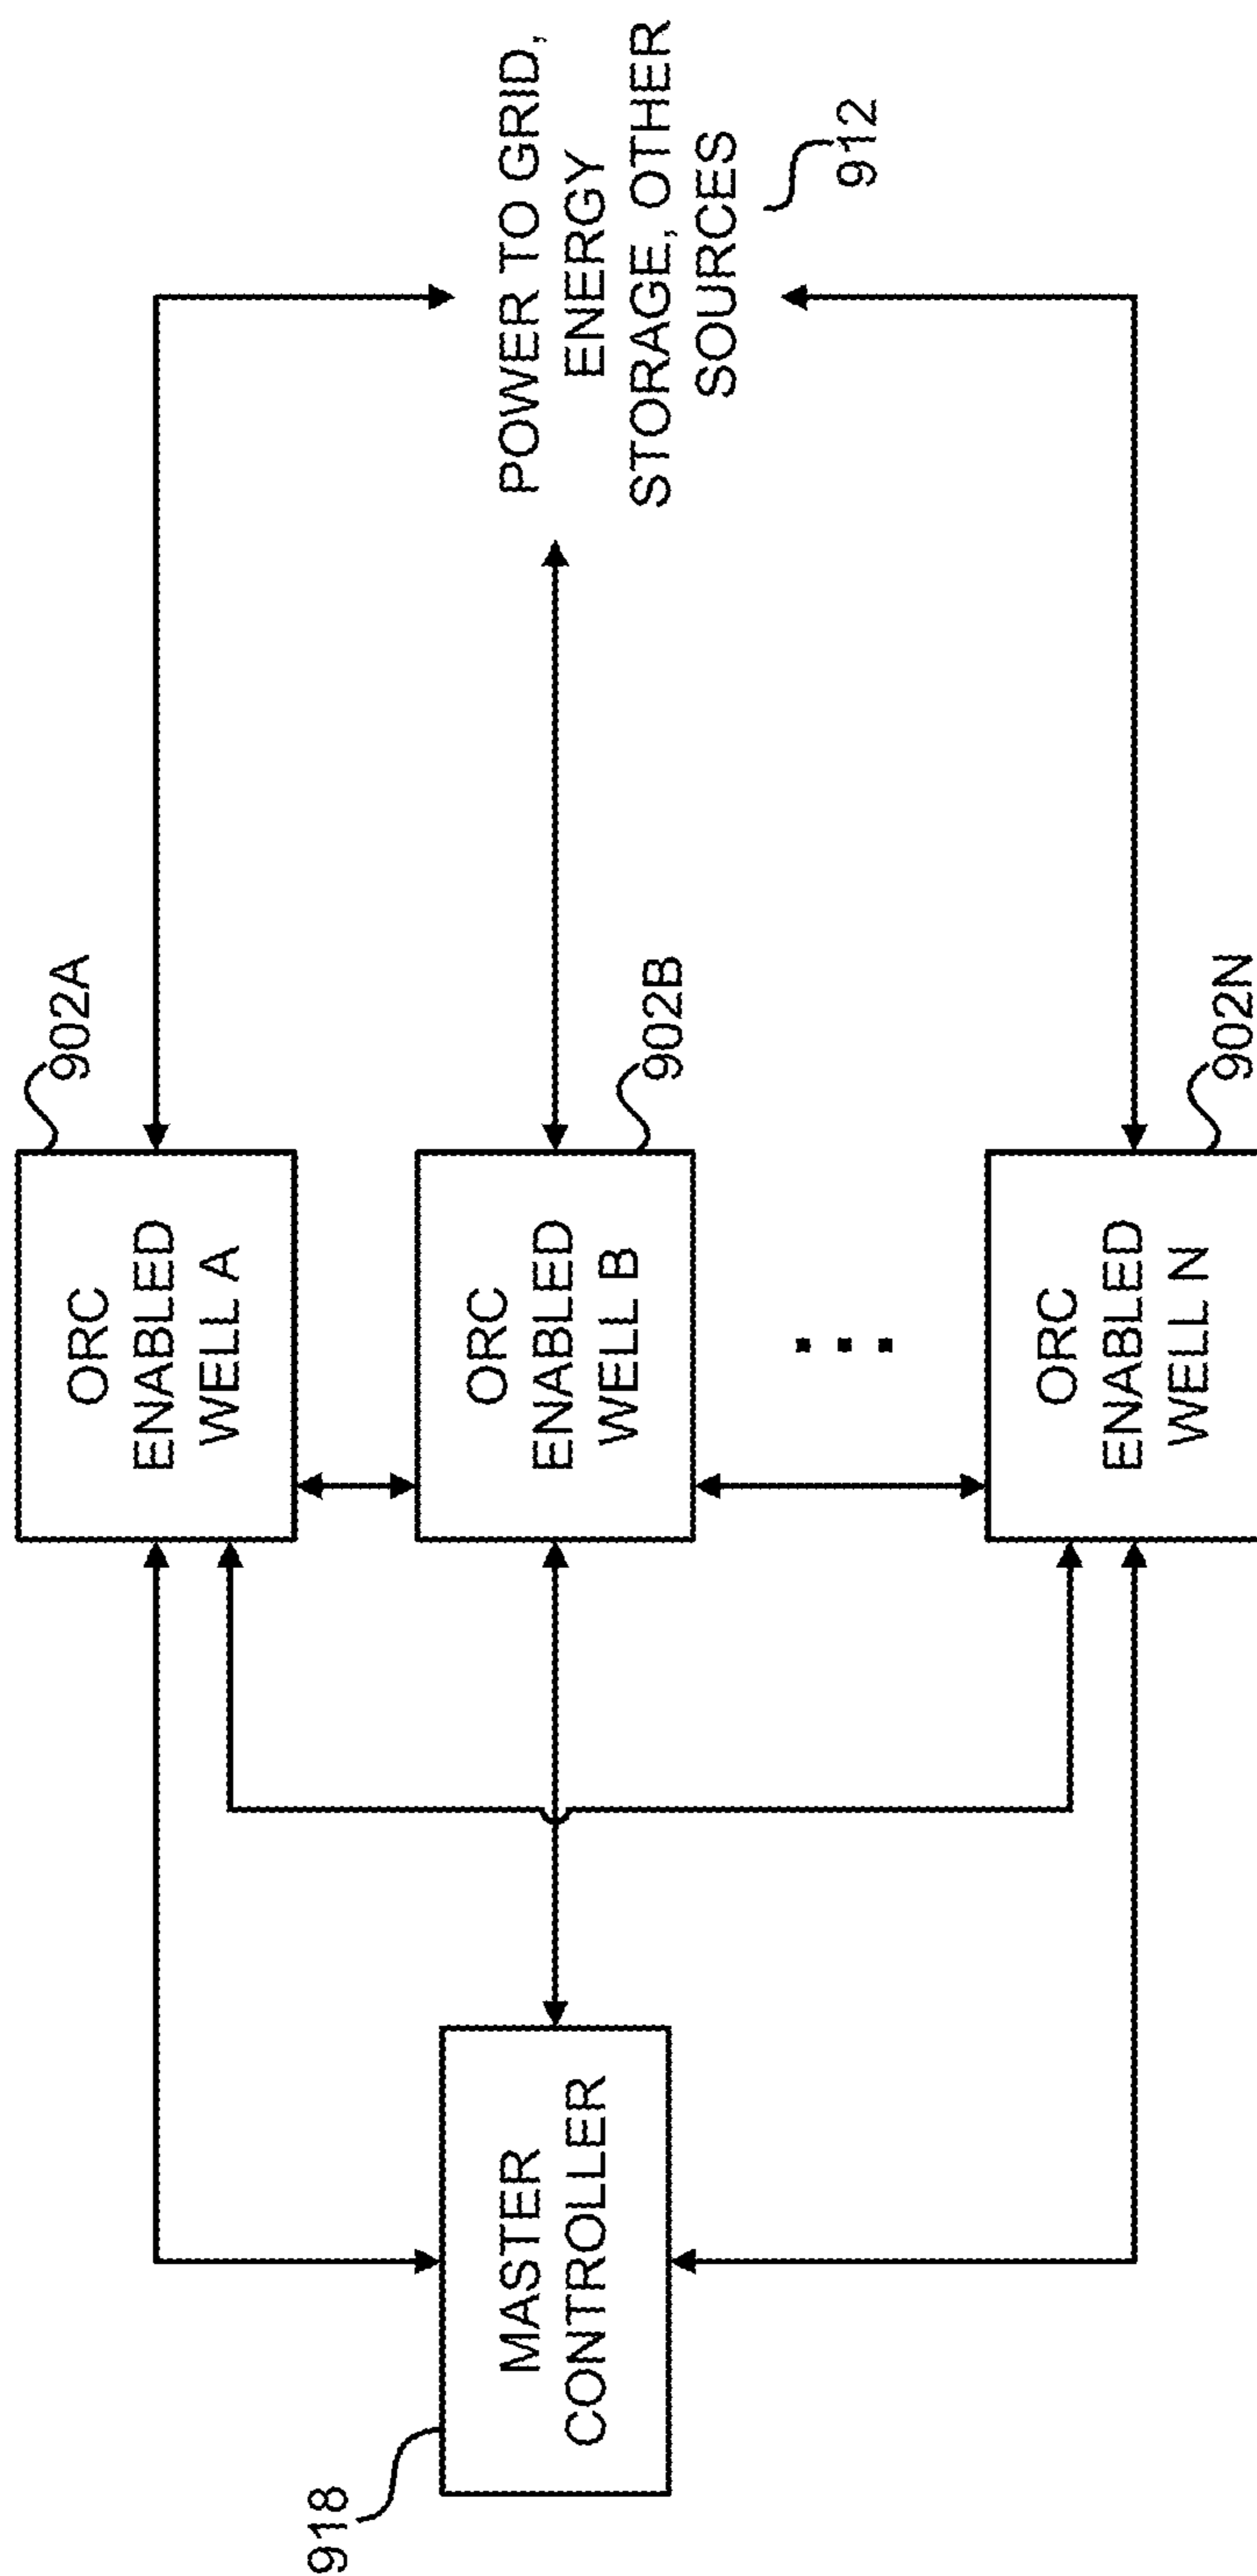 902A
ORC
ENABLED
WELL A
902B
ORC
ENABLED
WELL B
902N
ORC
ENABLED
WELL N
918
MASTER
CONTROLLER
POWER TO GRID,
ENERGY
STORAGE, OTHER
SOURCES
912